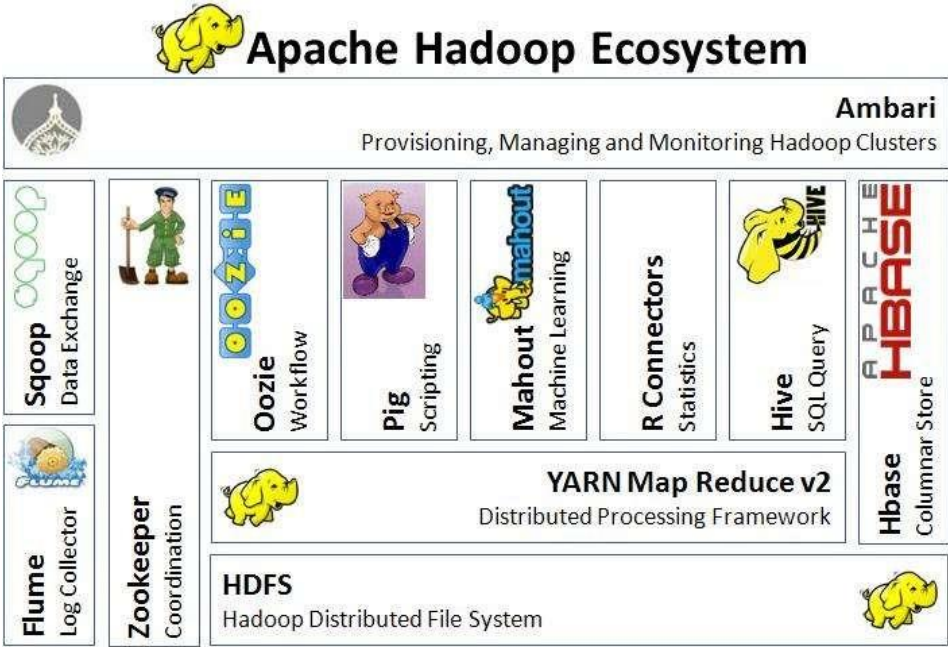 Apache Hadoop Ecosystem
Ambari
Provisioning, Managing and Monitoring Hadoop Clusters
sqoop
Sqoop
Data Exchange
Zookeeper
Coordination
OOZIE
Oozie
Workflow
Pig
Scripting
mahout
Mahout
Machine Learning
R Connectors
Statistics
HIVE
Hive
SQL Query
APACHE
HBASE
Hbase
Columnar Store
FLUME
Flume
Log Collector
YARN Map Reduce v2
Distributed Processing Framework
HDFS
Hadoop Distributed File System